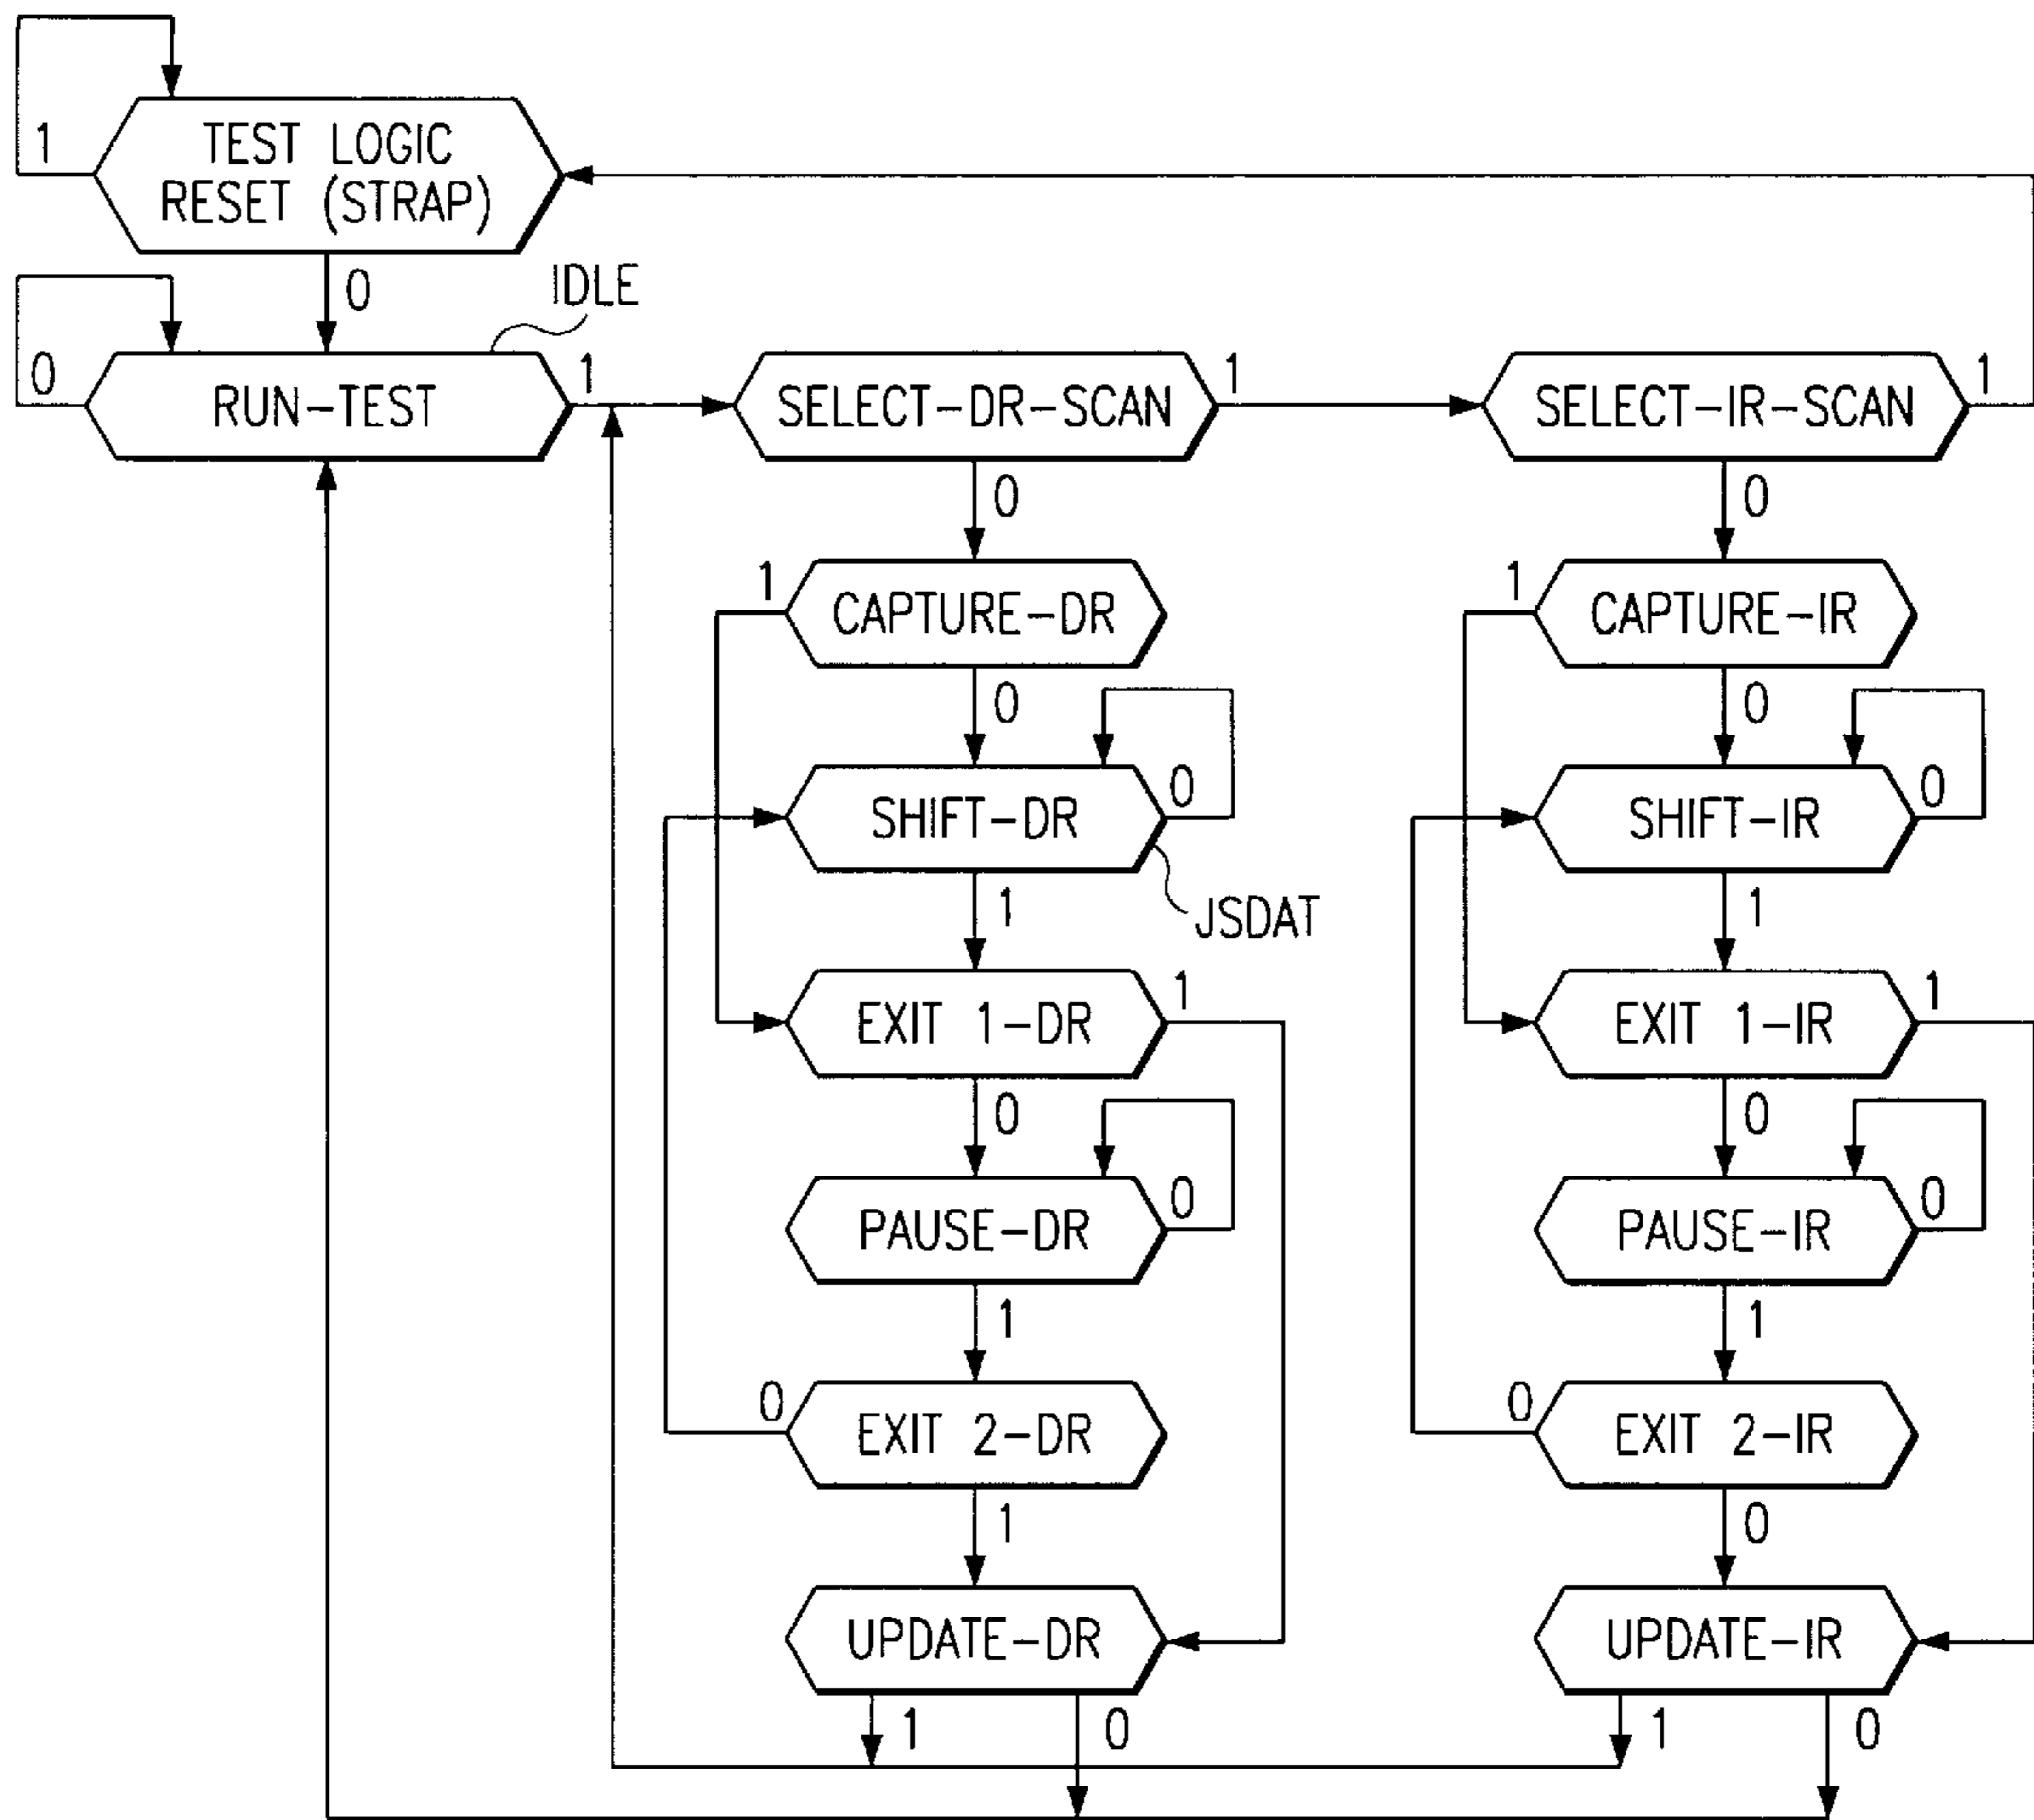 TEST LOGIC
RESET (STRAP)
1
0
IDLE
0
RUN-TEST
1
SELECT-DR-SCAN
1
SELECT-IR-SCAN
1
0
0
1
CAPTURE-DR
1
CAPTURE-IR
0
0
SHIFT-DR
0
SHIFT-IR
0
JSDAT
1
1
EXIT 1-DR
1
EXIT 1-IR
1
0
0
PAUSE-DR
0
PAUSE-IR
0
1
1
0
EXIT 2-DR
0
EXIT 2-IR
1
0
UPDATE-DR
UPDATE-IR
1
0
1
0